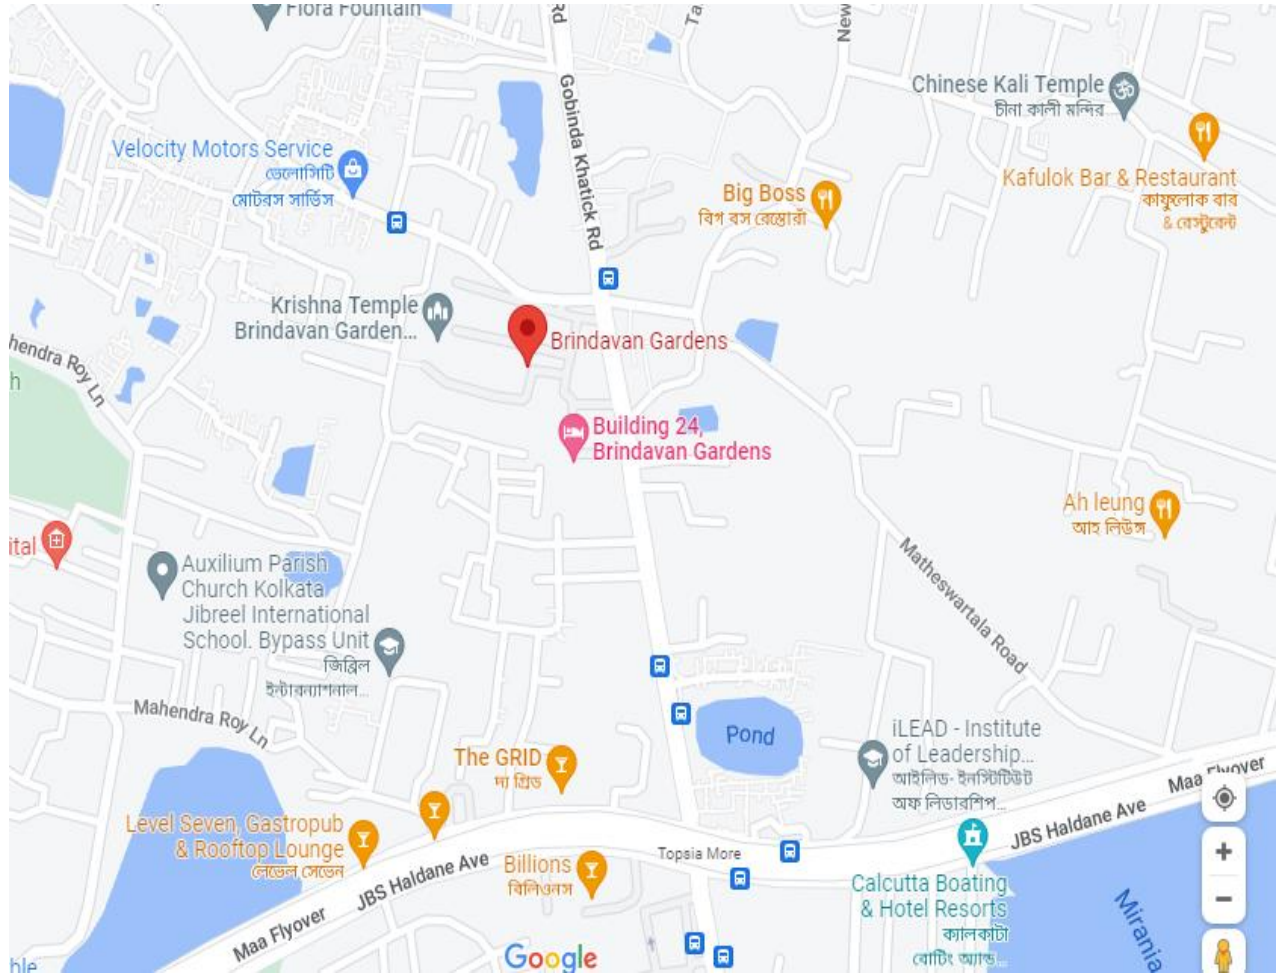 Flora Fountain
Rd
Ta
New
Gobinda Khatick Rd
Chinese Kali Temple
চীনা কালী মন্দির
Velocity Motors Service
ভেলোসিটি
মোটরস সার্ভিস
Big Boss
বিগ বস রেস্তোরাঁ
Kafulok Bar & Restaurant
কাফুলোক বার
& রেস্টুরেন্ট
Krishna Temple
Brindavan Garden...
Brindavan Gardens
hendra Roy Ln
h
Building 24,
Brindavan Gardens
Ah leung
আহ লিউঙ্গ
ital
Auxilium Parish
Church Kolkata
Jibreel International
School. Bypass Unit
জিব্রিল
ইন্টারন্যাশনাল...
Matheswartala Road
Mahendra Roy Ln
Pond
iLEAD - Institute
of Leadership...
আইলিড- ইনস্টিটিউট
অফ লিডারশিপ...
The GRID
দ্য গ্রিড
Maa Flyover
JBS Haldane Ave
Level Seven, Gastropub
& Rooftop Lounge
লেভেল সেভেন
Billions
বিলিওনস
Topsia More
JBS Haldane Ave
Maa Flyover
Calcutta Boating
& Hotel Resorts
ক্যালকাটা
বোটিং অ্যান্ড...
Mirania
Google
ble